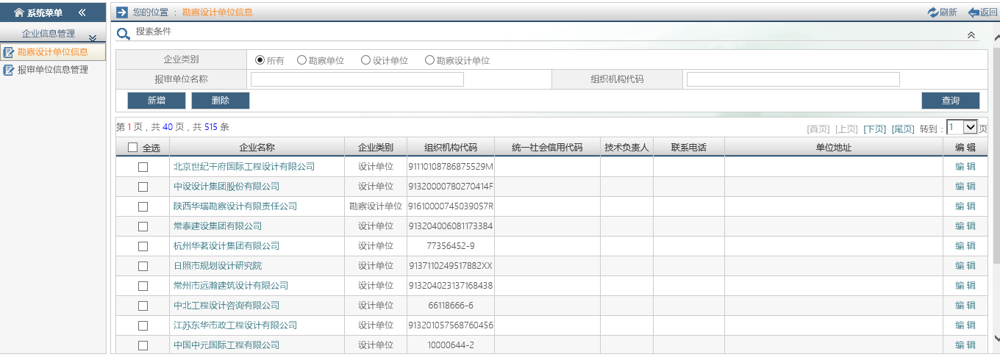 系统菜单
企业信息管理
勘察设计单位信息
报审单位信息管理
您的位置 ： 勘察设计单位信息 刷新 返回
搜索条件
企业类别 所有 勘察单位 设计单位 勘察设计单位
报审单位名称 组织机构代码
新增 删除 查询
第 1 页 , 共 40 页 , 共 515 条 [首页] [上页] [下页] [尾页] 转到： 1 页
全选 企业名称 企业类别 组织机构代码 统一社会信用代码 技术负责人 联系电话 单位地址 编 辑
北京世纪千府国际工程设计有限公司 设计单位 91110108786875529M 编 辑
中设设计集团股份有限公司 设计单位 91320000780270414F 编 辑
陕西华瑞勘察设计有限责任公司 勘察设计单位 9161000074503​9057R 编 辑
常泰建设集团有限公司 设计单位 913204006081173384 编 辑
杭州华茗设计集团有限公司 设计单位 77356452-9 编 辑
日照市规划设计研究院 设计单位 9137110249517882XX 编 辑
常州市远瀚建筑设计有限公司 设计单位 913204023137168438 编 辑
中北工程设计咨询有限公司 设计单位 66118666-6 编 辑
江苏东华市政工程设计有限公司 设计单位 913201057568760456 编 辑
中国中元国际工程有限公司 设计单位 10000644-2 编 辑